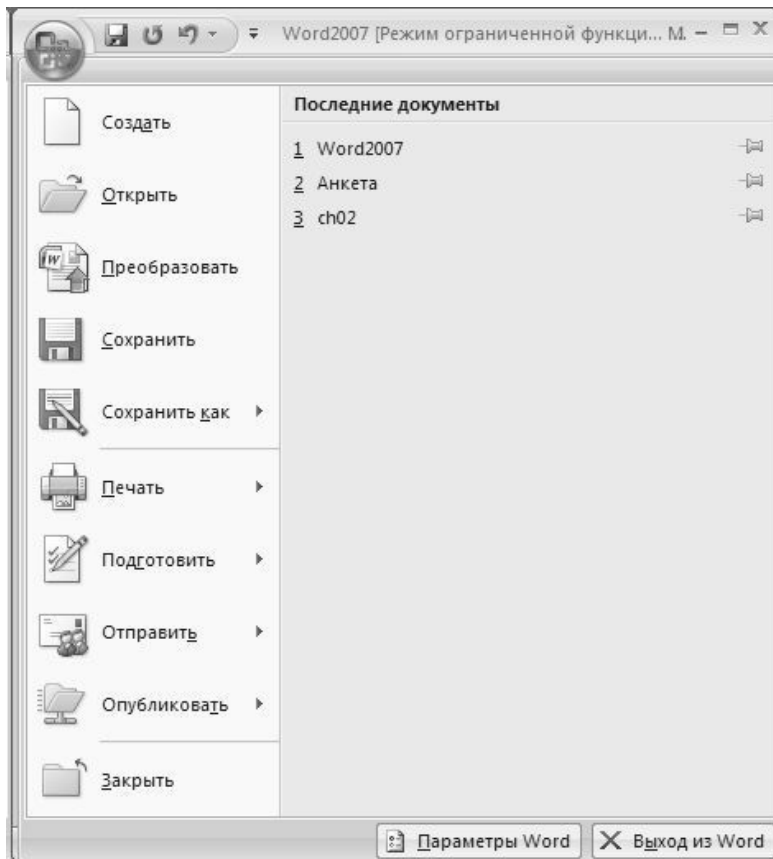 Word2007 [Режим ограниченной функци... М.
Создать
Открыть
Преобразовать
Сохранить
Сохранить как
Печать
Подготовить
Отправить
Опубликовать
Закрыть
Последние документы
1 Word2007
2 Анкета
3 ch02
Параметры Word
Выход из Word